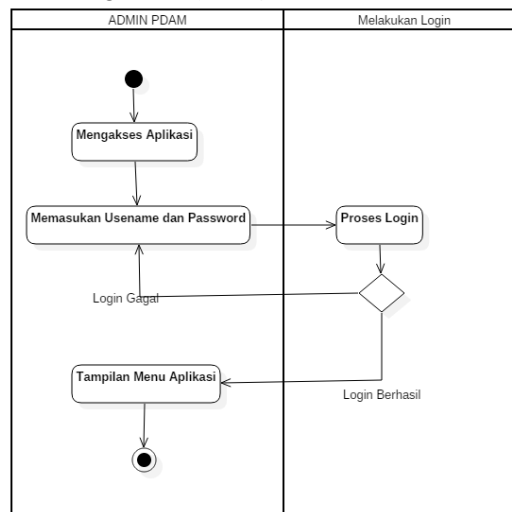 ADMIN PDAM
Melakukan Login
Mengakses Aplikasi
Memasukan Usename dan Password
Proses Login
Login Gagal
Tampilan Menu Aplikasi
Login Berhasil